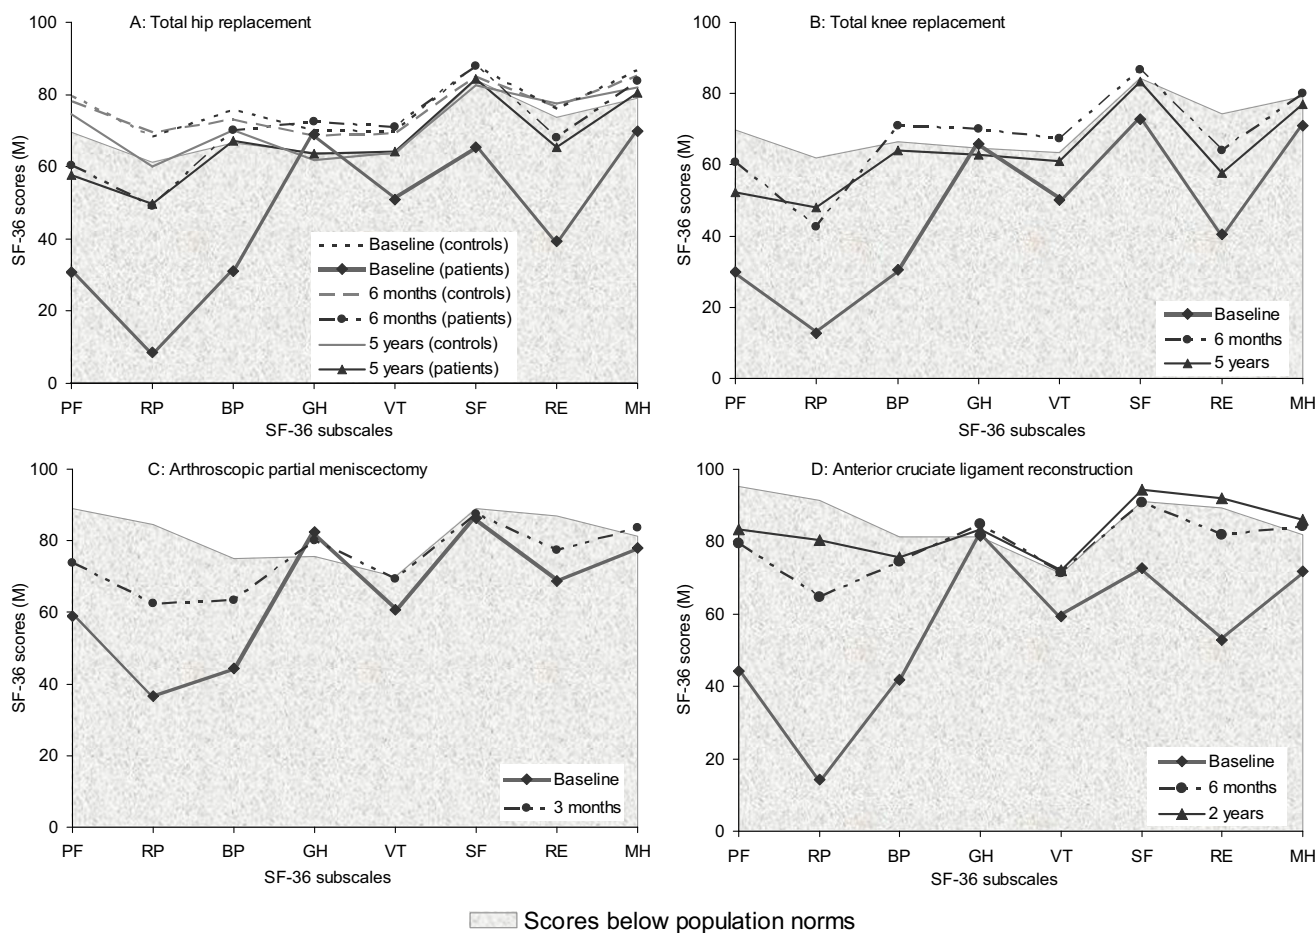 A: Total hip replacement
100
80
60
40
20
0
SF-36 scores (M)
Baseline (controls)
Baseline (patients)
6 months (controls)
6 months (patients)
5 years (controls)
5 years (patients)
PF RP BP GH VT SF RE MH
SF-36 subscales
B: Total knee replacement
100
80
60
40
20
0
SF-36 scores (M)
Baseline
6 months
5 years
PF RP BP GH VT SF RE MH
SF-36 subscales
C: Arthroscopic partial meniscectomy
100
80
60
40
20
0
SF-36 scores (M)
Baseline
3 months
PF RP BP GH VT SF RE MH
SF-36 subscales
D: Anterior cruciate ligament reconstruction
100
80
60
40
20
0
SF-36 scores (M)
Baseline
6 months
2 years
PF RP BP GH VT SF RE MH
SF-36 subscales
Scores below population norms